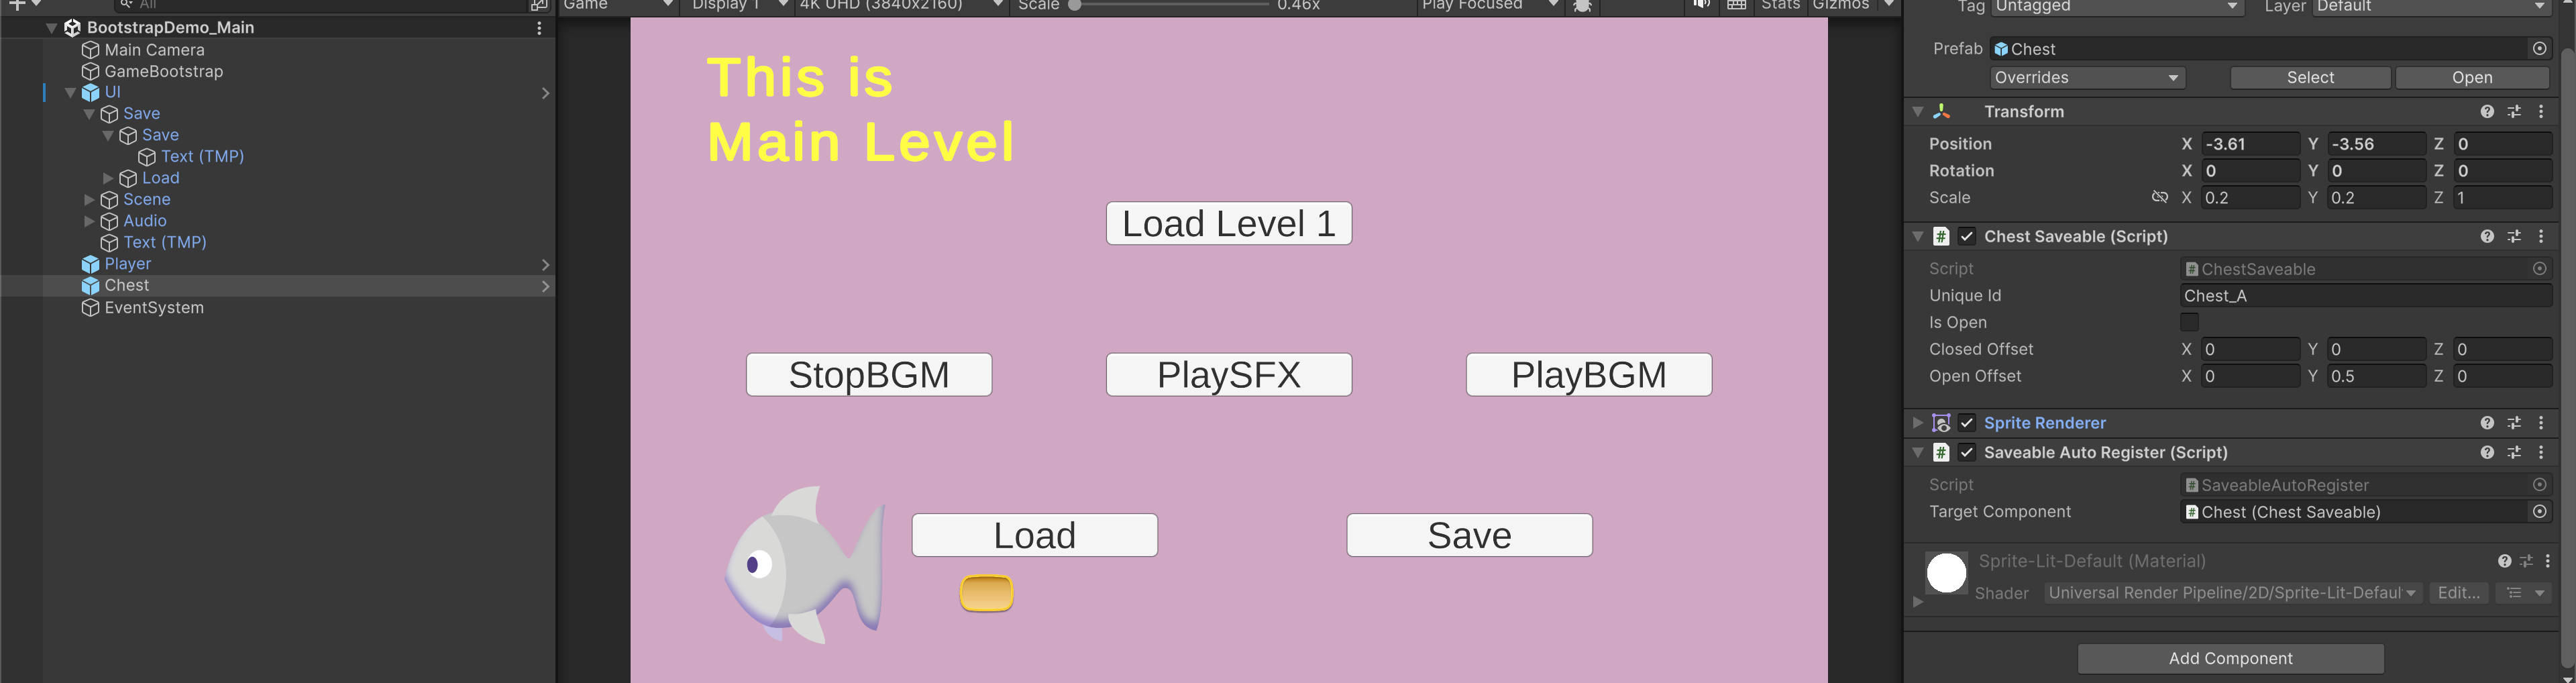 All
BootstrapDemo_Main
Main Camera
GameBootstrap
UI
Save
Save
Text (TMP)
Load
Scene
Audio
Text (TMP)
Player
Chest
EventSystem
Game
Display 1
4K UHD (3840x2160)
Scale
0.46x
Play Focused
Stats
Gizmos
This is
Main Level
Load Level 1
StopBGM
PlaySFX
PlayBGM
Load
Save
Tag Untagged Layer Default
Prefab Chest
Overrides Select Open
Transform
Position X -3.61 Y -3.56 Z 0
Rotation X 0 Y 0 Z 0
Scale X 0.2 Y 0.2 Z 1
# Chest Saveable (Script)
Script # ChestSaveable
Unique Id Chest_A
Is Open
Closed Offset X 0 Y 0 Z 0
Open Offset X 0 Y 0.5 Z 0
Sprite Renderer
# Saveable Auto Register (Script)
Script # SaveableAutoRegister
Target Component # Chest (Chest Saveable)
Sprite-Lit-Default (Material)
Shader Universal Render Pipeline/2D/Sprite-Lit-Defaul Edit...
Add Component